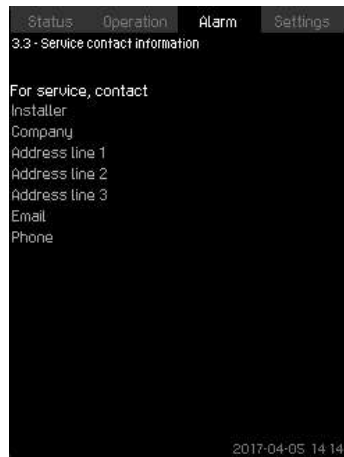 Status Operation Alarm Settings
3.3 - Service contact information
For service, contact
Installer
Company
Address line 1
Address line 2
Address line 3
Email
Phone
2017-04-05 14:14